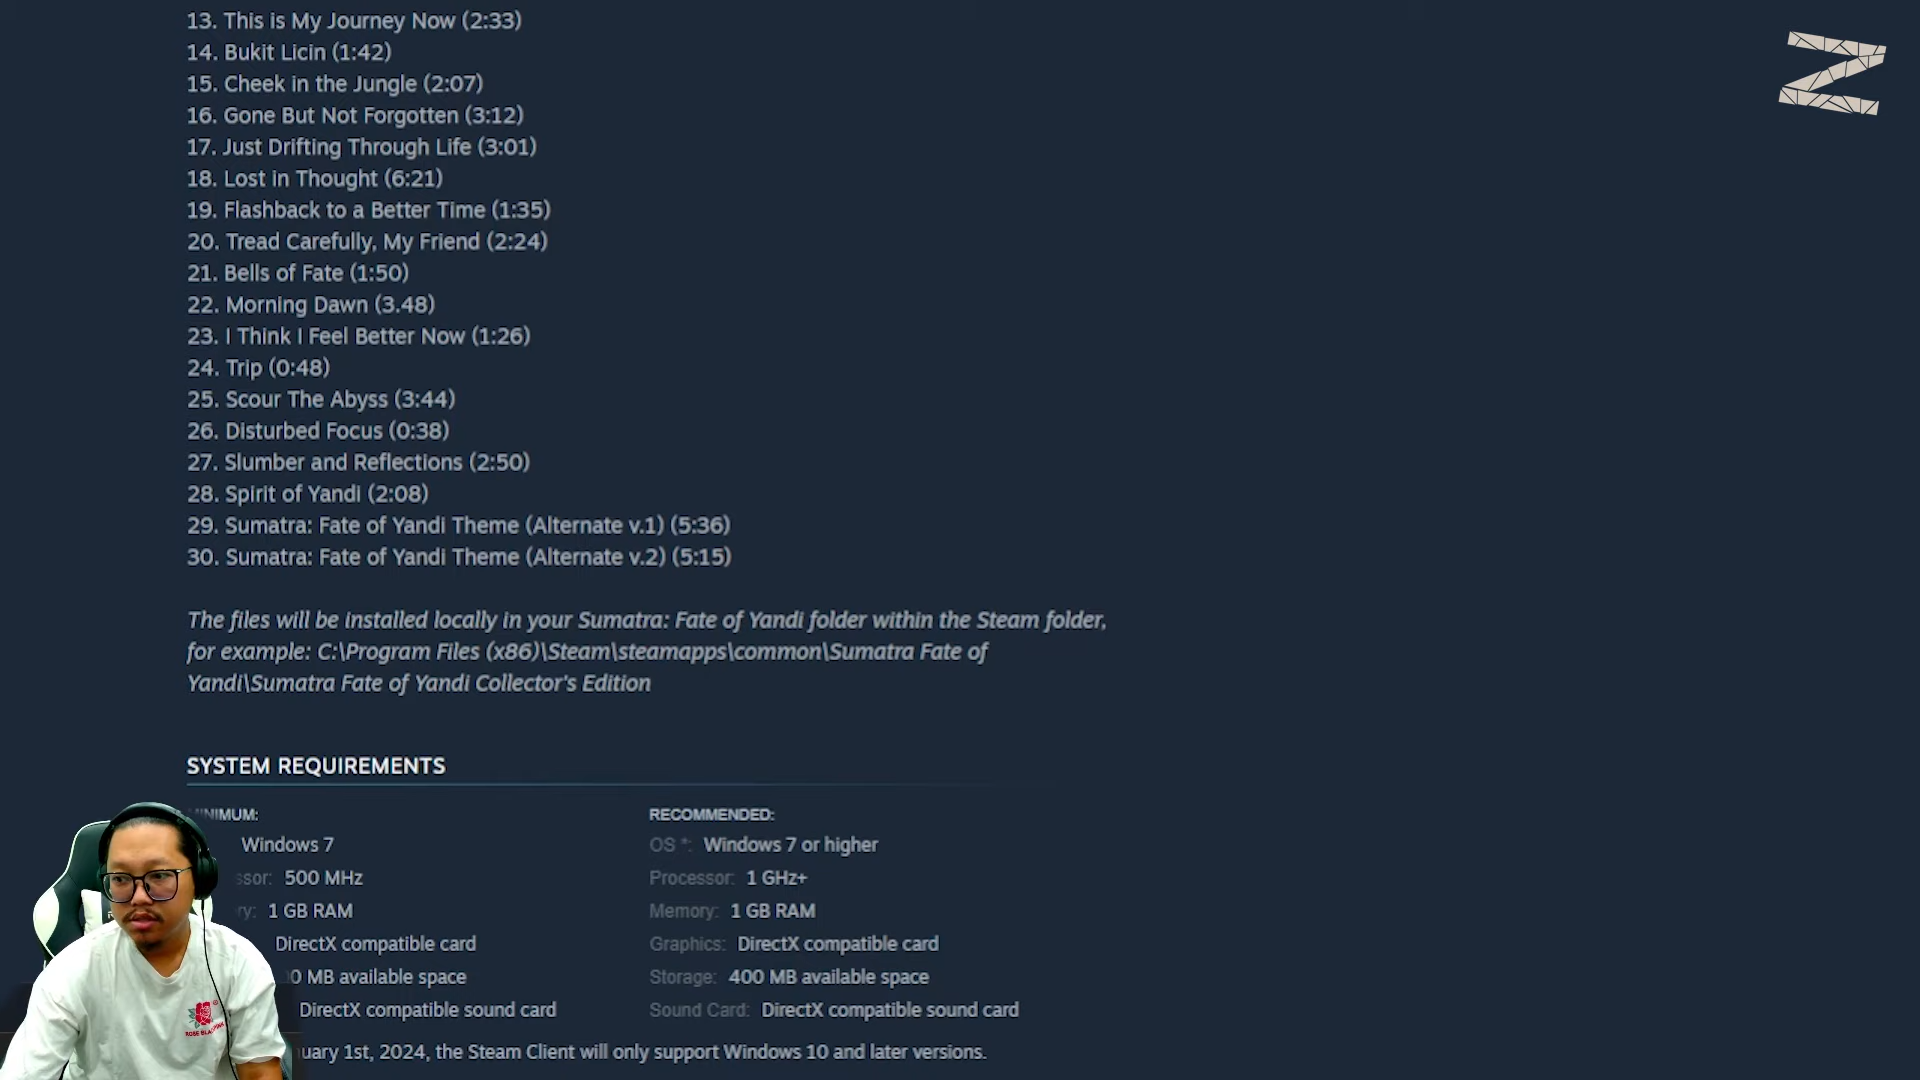 13. This is My Journey Now (2:33)
14. Bukit Licin (1:42)
15. Cheek in the Jungle (2:07)
16. Gone But Not Forgotten (3:12)
17. Just Drifting Through Life (3:01)
18. Lost in Thought (6:21)
19. Flashback to a Better Time (1:35)
20. Tread Carefully, My Friend (2:24)
21. Bells of Fate (1:50)
22. Morning Dawn (3.48)
23. I Think I Feel Better Now (1:26)
24. Trip (0:48)
25. Scour The Abyss (3:44)
26. Disturbed Focus (0:38)
27. Slumber and Reflections (2:50)
28. Spirit of Yandi (2:08)
29. Sumatra: Fate of Yandi Theme (Alternate v.1) (5:36)
30. Sumatra: Fate of Yandi Theme (Alternate v.2) (5:15)
The files will be installed locally in your Sumatra: Fate of Yandi folder within the Steam folder,
for example: C:\Program Files (x86)\Steam\steamapps\common\Sumatra Fate of
Yandi\Sumatra Fate of Yandi Collector's Edition
SYSTEM REQUIREMENTS
NIMUM:
Windows 7
ssor: 500 MHz
ry: 1 GB RAM
DirectX compatible card
0 MB available space
DirectX compatible sound card
RECOMMENDED:
OS *: Windows 7 or higher
Processor: 1 GHz+
Memory: 1 GB RAM
Graphics: DirectX compatible card
Storage: 400 MB available space
Sound Card: DirectX compatible sound card
uary 1st, 2024, the Steam Client will only support Windows 10 and later versions.
Z